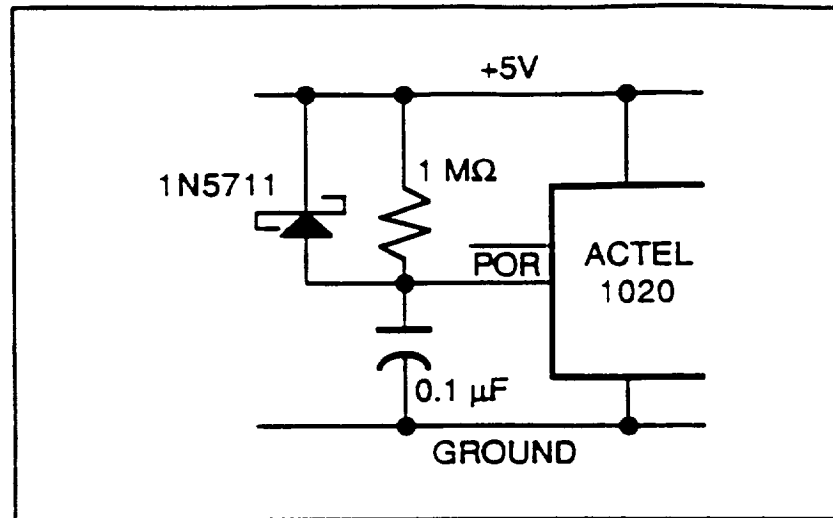 +5V
1N5711
1 MΩ
POR
ACTEL
1020
0.1 µF
GROUND